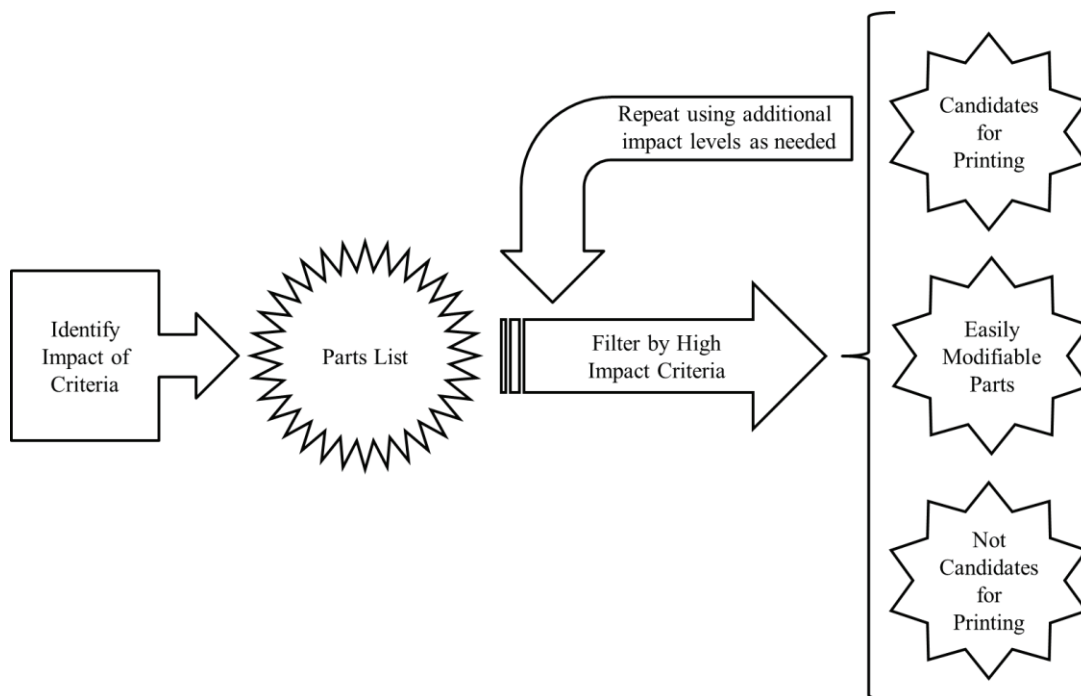 Identify
Impact of
Criteria
Parts List
Repeat using additional
impact levels as needed
Filter by High
Impact Criteria
Candidates
for
Printing
Easily
Modifiable
Parts
Not
Candidates
for
Printing